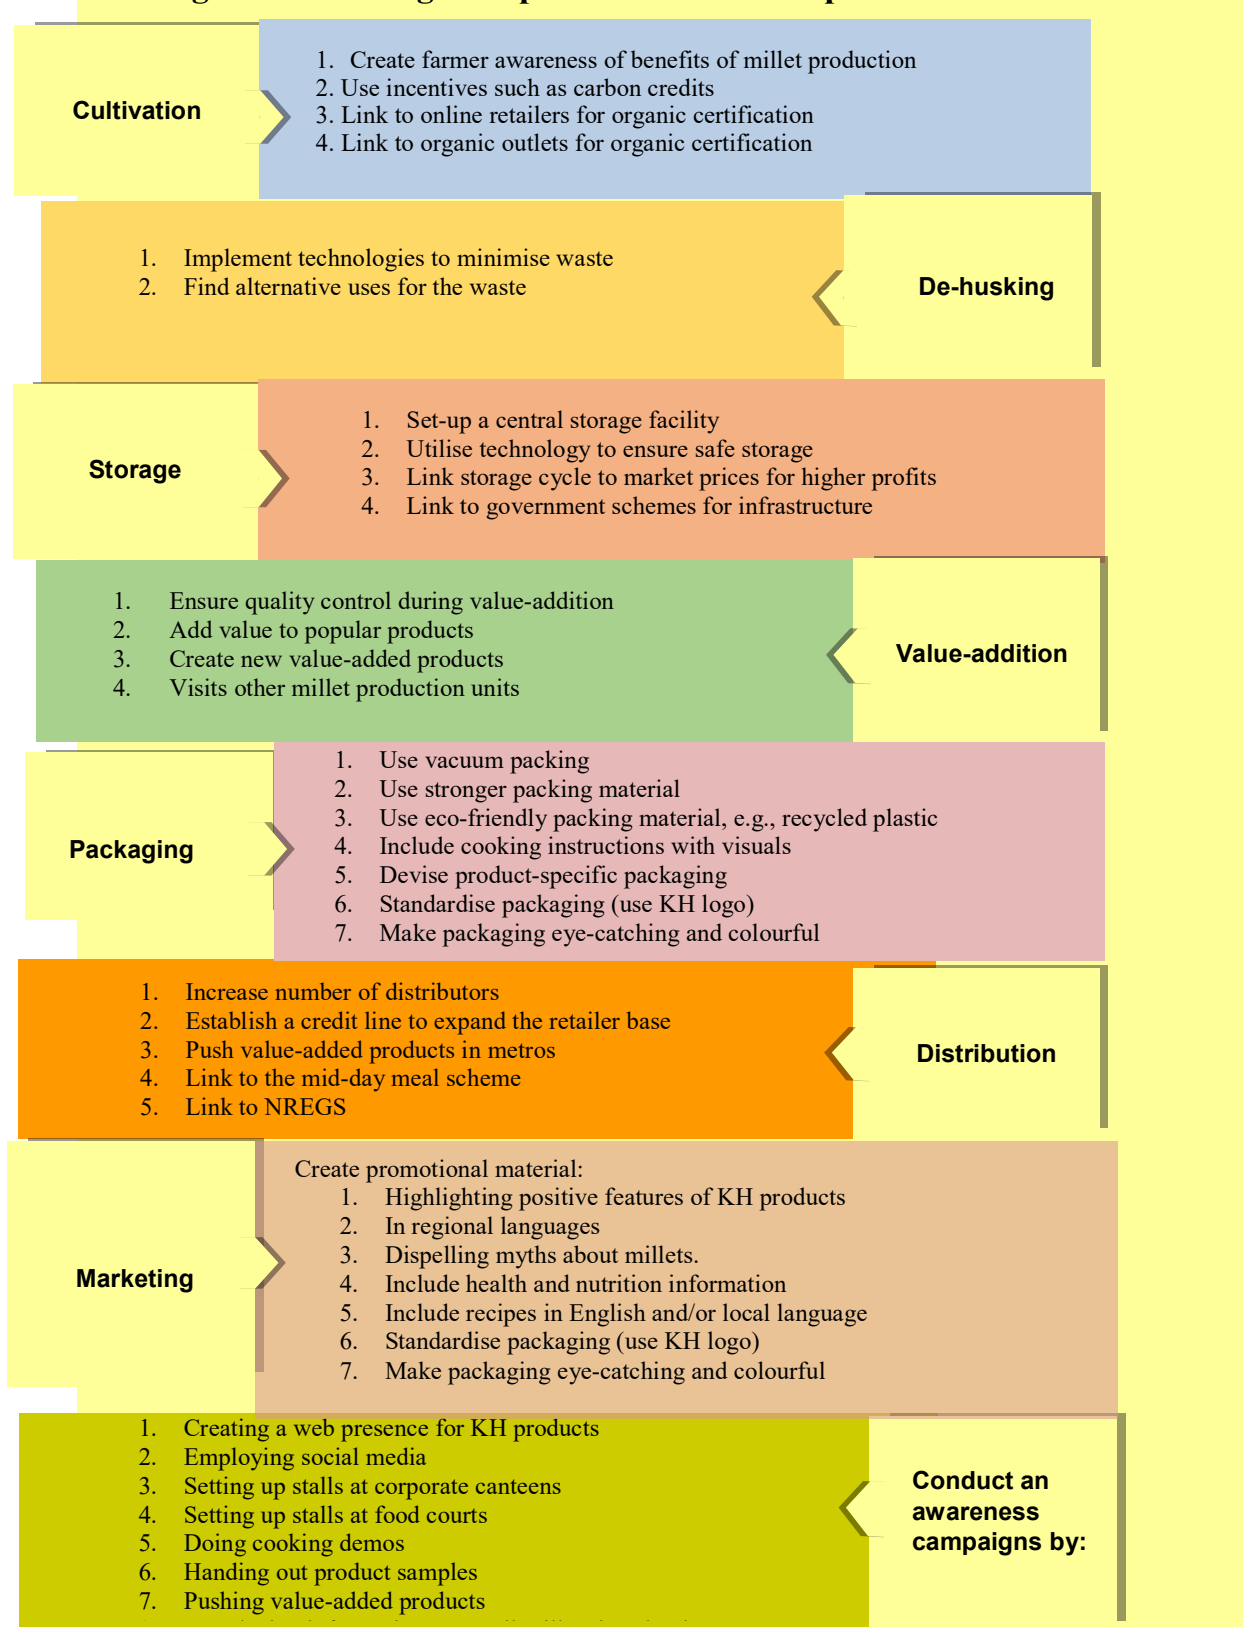 Cultivation
1. Create farmer awareness of benefits of millet production
2. Use incentives such as carbon credits
3. Link to online retailers for organic certification
4. Link to organic outlets for organic certification
1. Implement technologies to minimise waste
2. Find alternative uses for the waste
De-husking
Storage
1. Set-up a central storage facility
2. Utilise technology to ensure safe storage
3. Link storage cycle to market prices for higher profits
4. Link to government schemes for infrastructure
1. Ensure quality control during value-addition
2. Add value to popular products
3. Create new value-added products
4. Visits other millet production units
Value-addition
Packaging
1. Use vacuum packing
2. Use stronger packing material
3. Use eco-friendly packing material, e.g., recycled plastic
4. Include cooking instructions with visuals
5. Devise product-specific packaging
6. Standardise packaging (use KH logo)
7. Make packaging eye-catching and colourful
1. Increase number of distributors
2. Establish a credit line to expand the retailer base
3. Push value-added products in metros
4. Link to the mid-day meal scheme
5. Link to NREGS
Distribution
Marketing
Create promotional material:
1. Highlighting positive features of KH products
2. In regional languages
3. Dispelling myths about millets.
4. Include health and nutrition information
5. Include recipes in English and/or local language
6. Standardise packaging (use KH logo)
7. Make packaging eye-catching and colourful
1. Creating a web presence for KH products
2. Employing social media
3. Setting up stalls at corporate canteens
4. Setting up stalls at food courts
5. Doing cooking demos
6. Handing out product samples
7. Pushing value-added products
Conduct an
awareness
campaigns by: